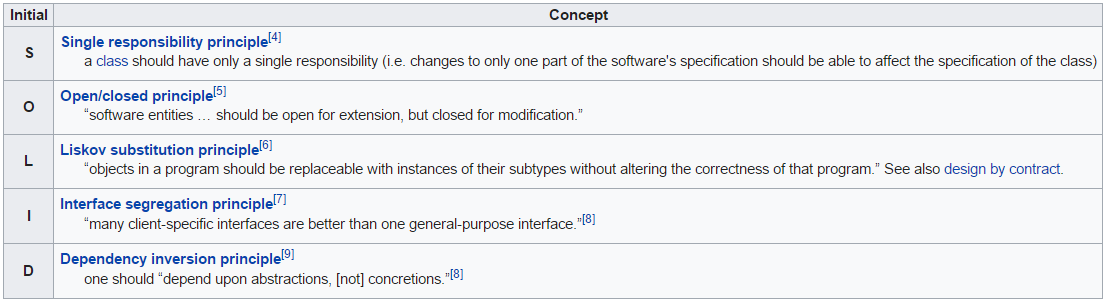 Initial Concept
S
Single responsibility principle[4]
a class should have only a single responsibility (i.e. changes to only one part of the software's specification should be able to affect the specification of the class)
O
Open/closed principle[5]
“software entities … should be open for extension, but closed for modification.”
L
Liskov substitution principle[6]
“objects in a program should be replaceable with instances of their subtypes without altering the correctness of that program.” See also design by contract.
I
Interface segregation principle[7]
“many client-specific interfaces are better than one general-purpose interface.”[8]
D
Dependency inversion principle[9]
one should “depend upon abstractions, [not] concretions.”[8]